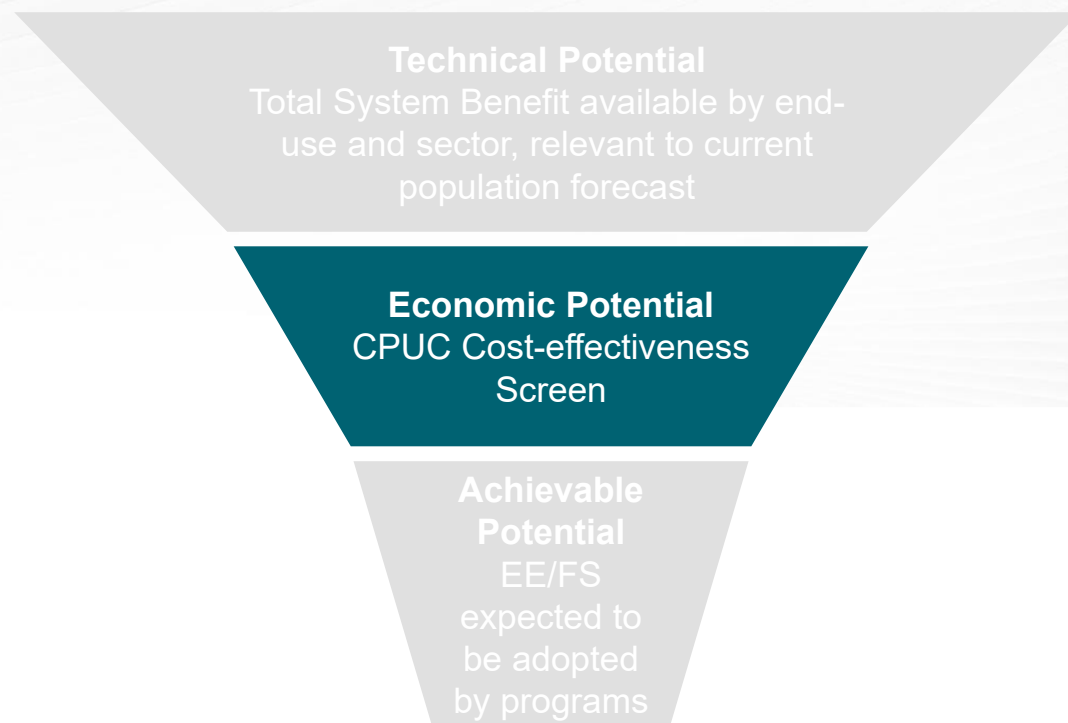 Technical Potential
Total System Benefit available by end-
use and sector, relevant to current
population forecast
Economic Potential
CPUC Cost-effectiveness
Screen
Achievable
Potential
EE/FS
expected to
be adopted
by programs